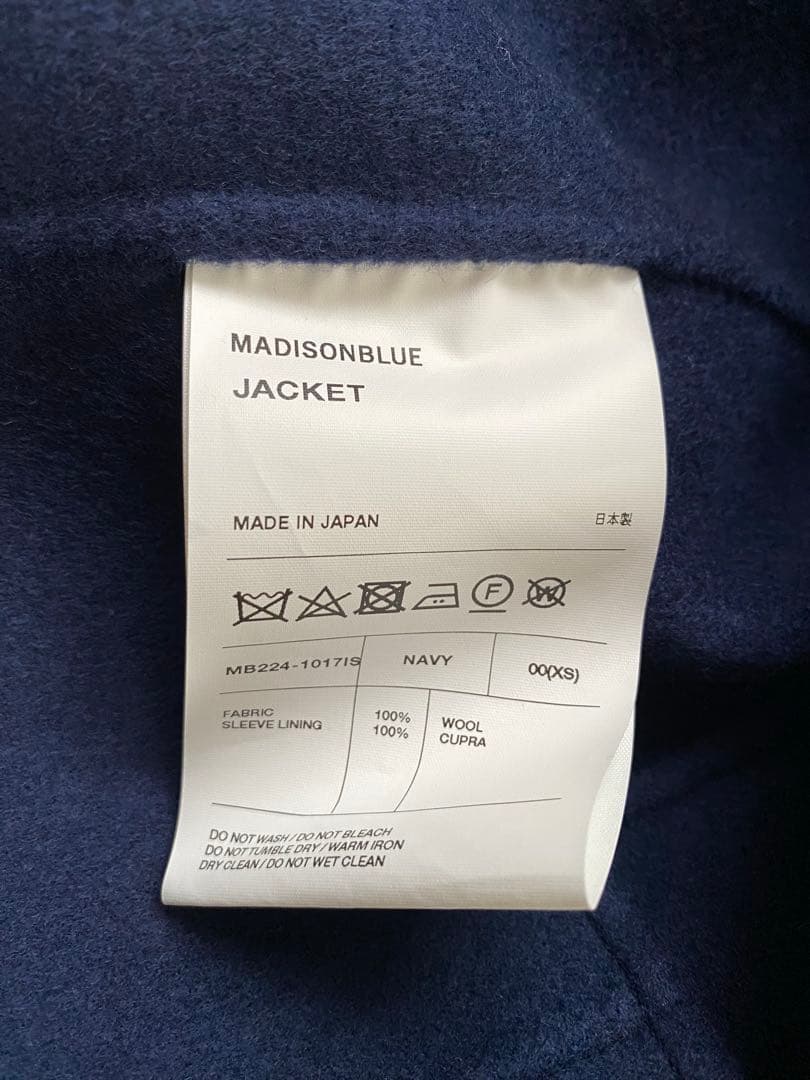 MADISONBLUE
JACKET
MADE IN JAPAN 日本製
F W
MB224-1017IS NAVY 00(XS)
FABRIC 100% WOOL
SLEEVE LINING 100% CUPRA
DO NOT WASH/DO NOT BLEACH
DO NOT TUMBLE DRY/WARM IRON
DRY CLEAN/DO NOT WET CLEAN